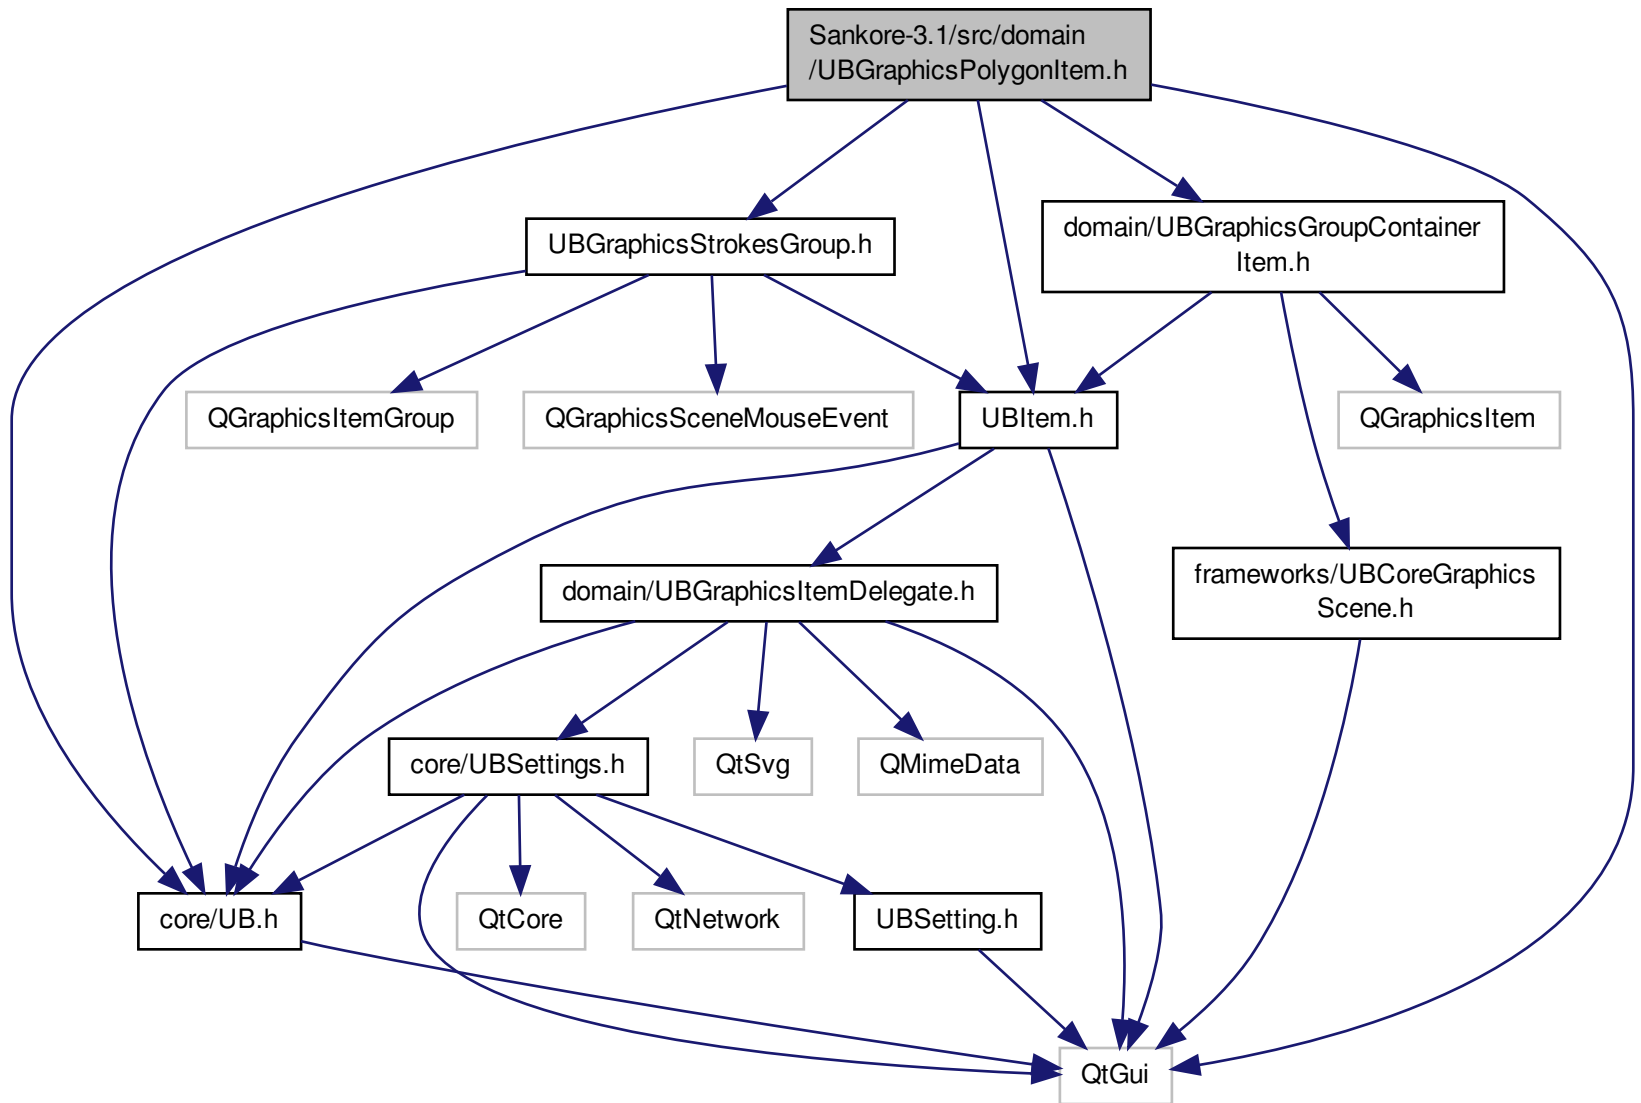 Sankore-3.1/src/domain
/UBGraphicsPolygonItem.h
UBGraphicsStrokesGroup.h
domain/UBGraphicsGroupContainer
Item.h
QGraphicsItemGroup
QGraphicsSceneMouseEvent
UBItem.h
QGraphicsItem
domain/UBGraphicsItemDelegate.h
frameworks/UBCoreGraphics
Scene.h
core/UBSettings.h
QtSvg
QMimeData
core/UB.h
QtCore
QtNetwork
UBSetting.h
QtGui